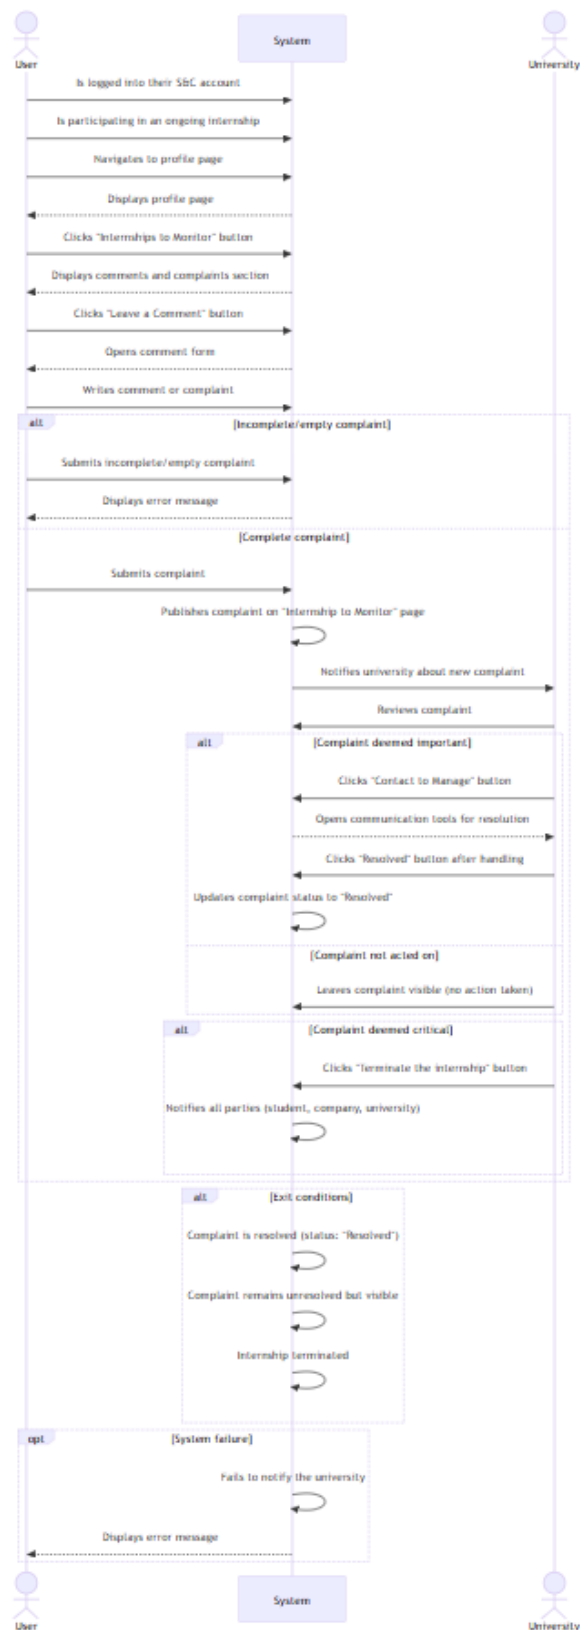 System
User
University
Is logged into their S&C account
Is participating in an ongoing internship
Navigates to profile page
Displays profile page
Clicks "Internships to Monitor" button
Displays comments and complaints section
Clicks "Leave a Comment" button
Opens comment form
Writes comment or complaint
alt
[Incomplete/empty complaint]
Submits incomplete/empty complaint
Displays error message
[Complete complaint]
Submits complaint
Publishes complaint on "Internship to Monitor" page
Notifies university about new complaint
Reviews complaint
alt
[Complaint deemed important]
Clicks "Contact to Manage" button
Opens communication tools for resolution
Clicks "Resolved" button after handling
Updates complaint status to "Resolved"
[Complaint not acted on]
Leaves complaint visible (no action taken)
alt
[Complaint deemed critical]
Clicks "Terminate the internship" button
Notifies all parties (student, company, university)
alt
[Exit conditions]
Complaint is resolved (status: "Resolved")
Complaint remains unresolved but visible
Internship terminated
opt
[System failure]
Fails to notify the university
Displays error message
System
User
University